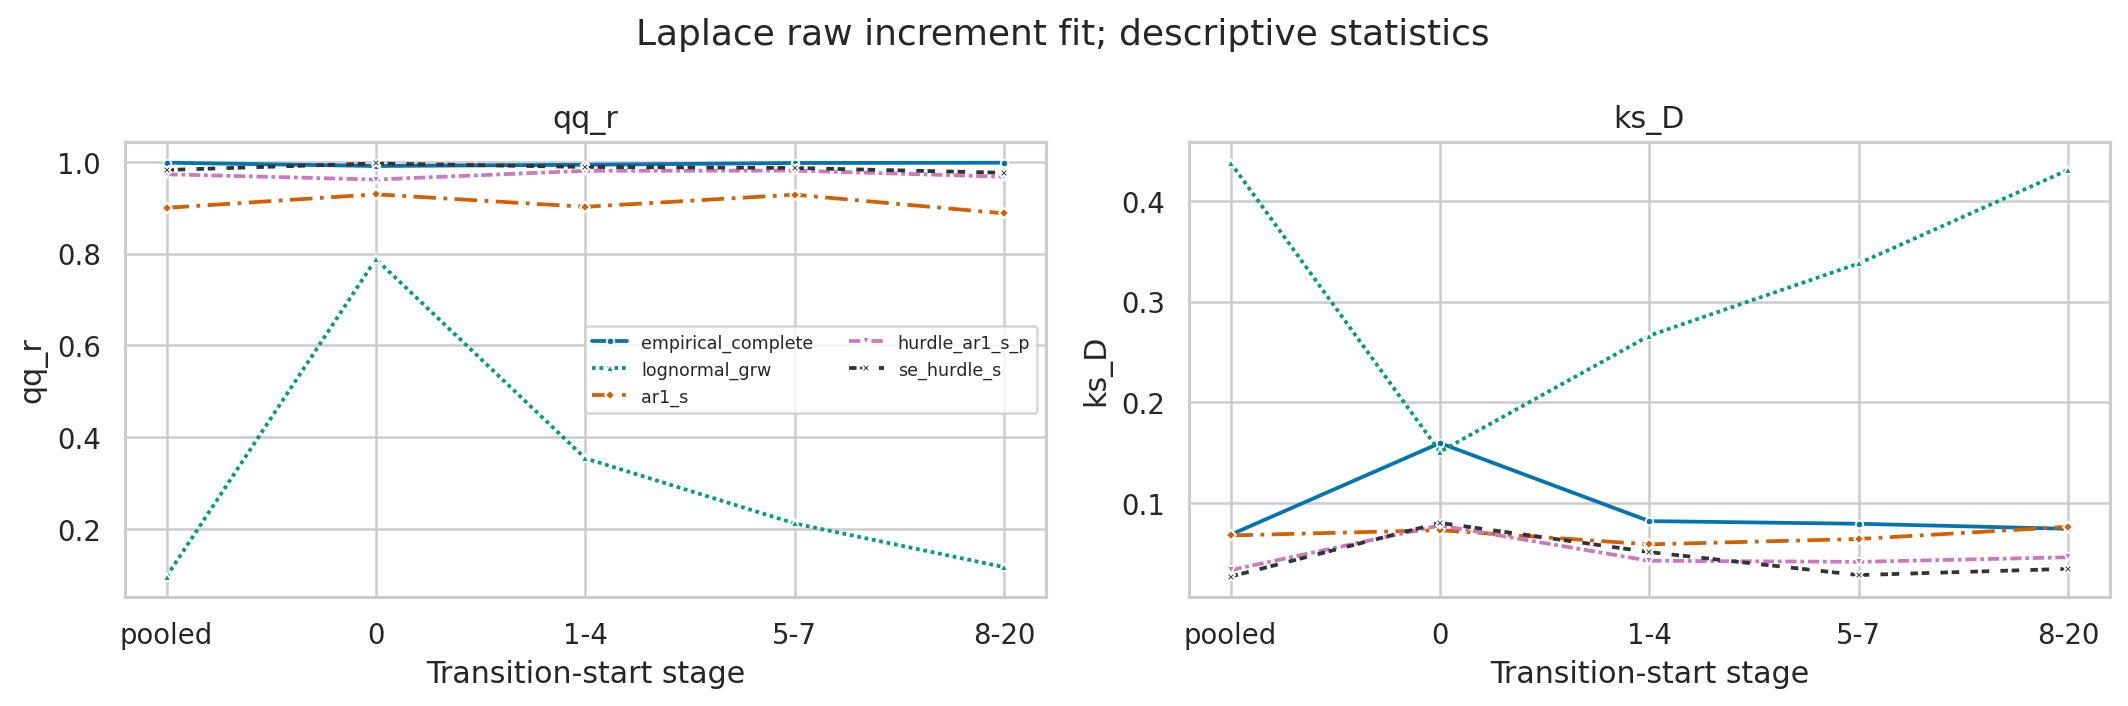 Laplace raw increment fit; descriptive statistics
qq_r
qq_r
1.0
0.8
0.6
0.4
0.2
empirical_complete
lognormal_grw
ar1_s
hurdle_ar1_s_p
se_hurdle_s
pooled
0
1-4
5-7
8-20
Transition-start stage
ks_D
ks_D
0.4
0.3
0.2
0.1
pooled
0
1-4
5-7
8-20
Transition-start stage